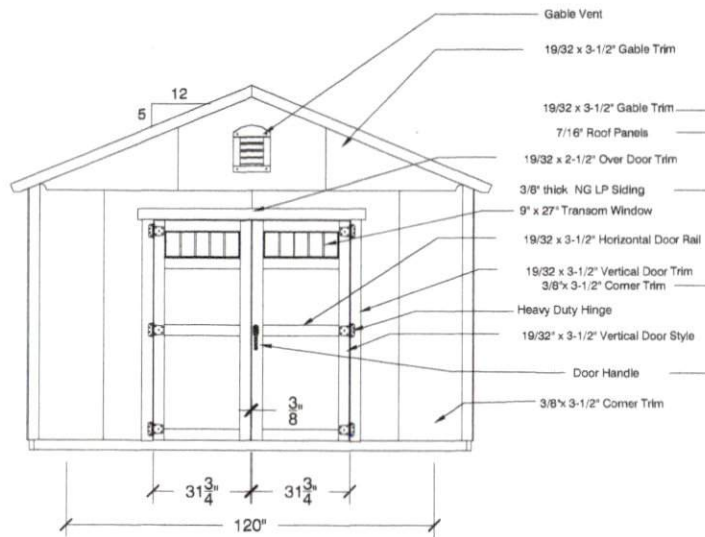 Gable Vent
19/32 x 3-1/2" Gable Trim
12
5
19/32 x 3-1/2" Gable Trim
7/16" Roof Panels
19/32 x 2-1/2" Over Door Trim
3/8" thick NG LP Siding
9" x 27" Transom Window
19/32 x 3-1/2" Horizontal Door Rail
19/32 x 3-1/2" Vertical Door Trim
3/8"x 3-1/2" Corner Trim
Heavy Duty Hinge
19/32" x 3-1/2" Vertical Door Style
Door Handle
3/8"x 3-1/2" Corner Trim
3/8"
31 3/4" 31 3/4"
120"